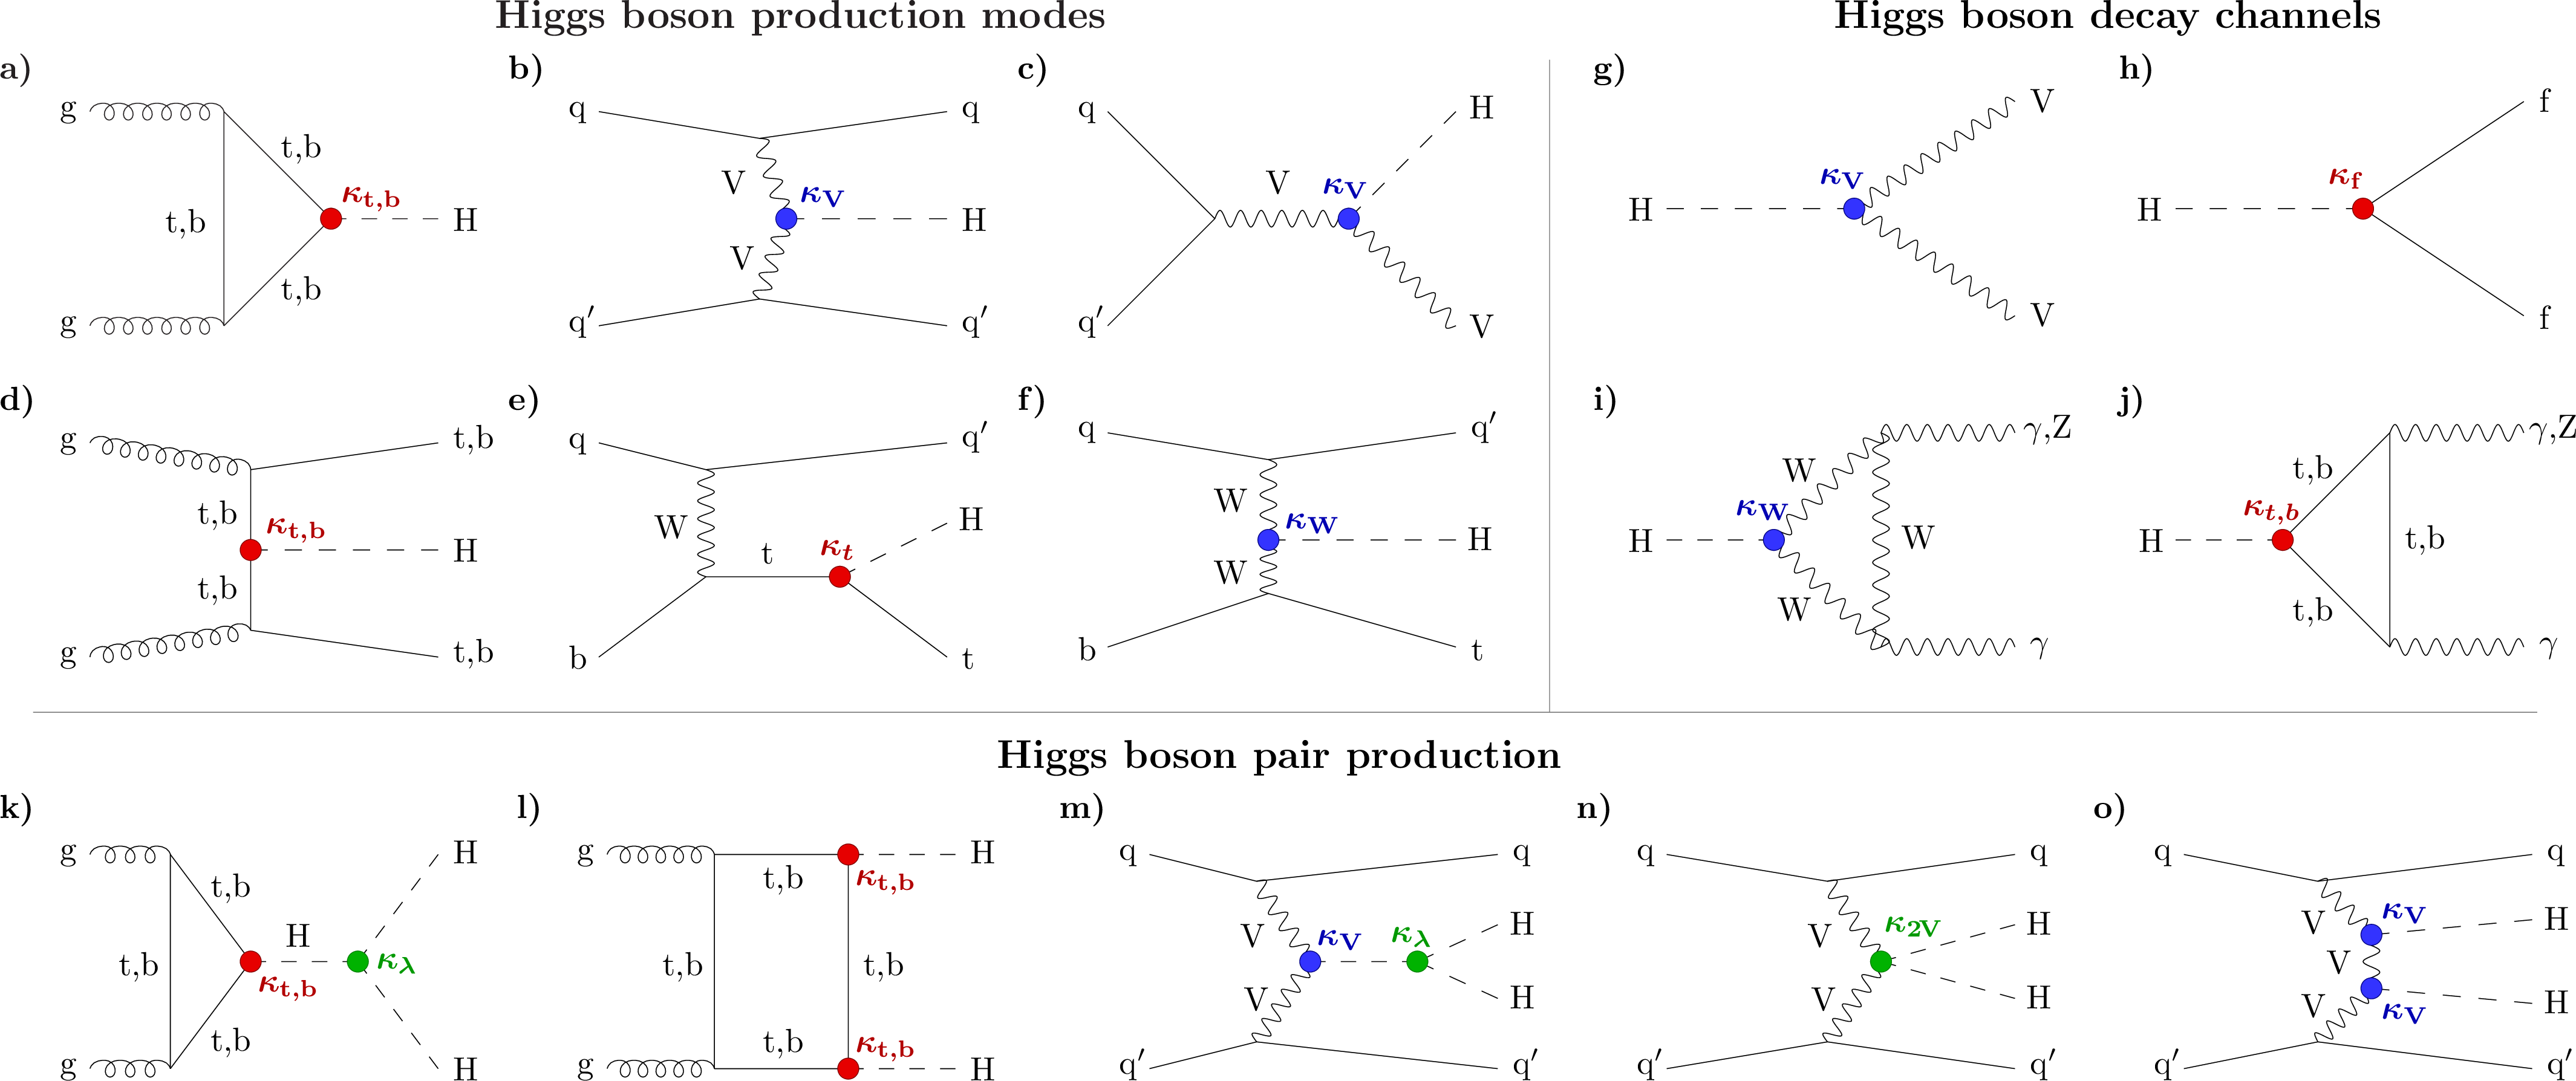 Higgs boson production modes
Higgs boson decay channels
a)
g
g
t,b
t,b
t,b
κt,b
H
b)
q
q
V
κV
H
V
q′
q′
c)
q
H
V
κV
q′
V
g)
V
κV
H
V
h)
f
κf
H
f
d)
g
t,b
t,b
κt,b
H
t,b
g
t,b
e)
q
q′
H
W
t
κt
b
t
f)
q
q′
W
κW
H
W
b
t
i)
γ,Z
W
κW
H
W
W
γ
j)
γ,Z
t,b
κt,b
H
t,b
t,b
γ
Higgs boson pair production
k)
g
H
t,b
H
t,b
κλ
κt,b
t,b
g
H
l)
g
H
t,b
κt,b
t,b
t,b
t,b
κt,b
g
H
m)
q
q
H
V
κV
κλ
V
H
q′
q′
n)
q
q
κ2V
H
V
V
H
q′
q′
o)
q
q
V
κV
H
V
V
κV
H
q′
q′